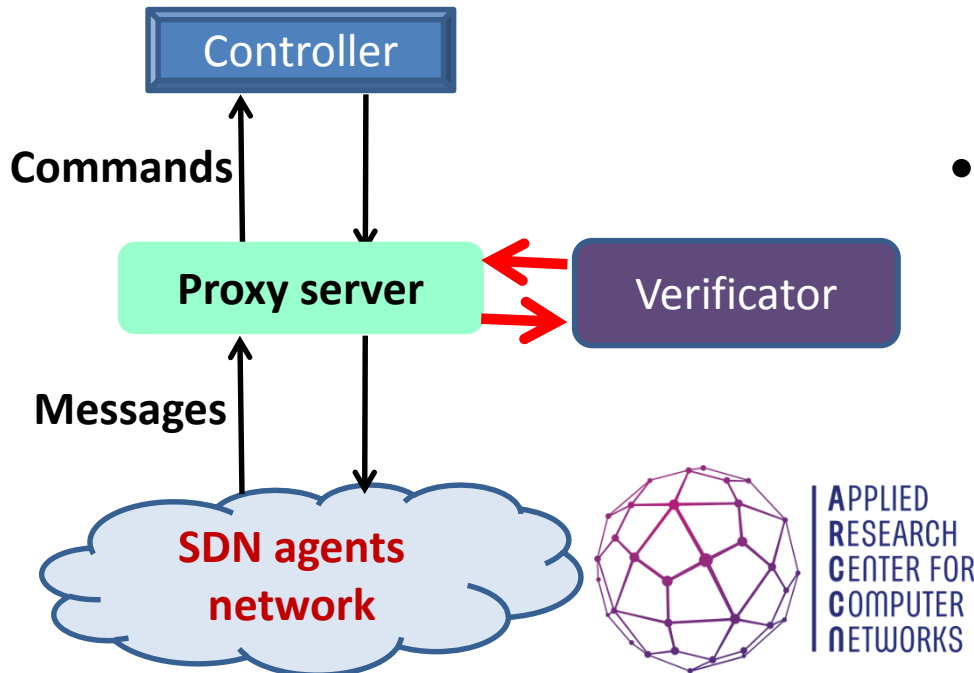 Controller
Commands
•
Proxy server
Verificator
Messages
SDN agents
network
APPLIED
RESEARCH
CENTER FOR
COMPUTER
NETWORKS